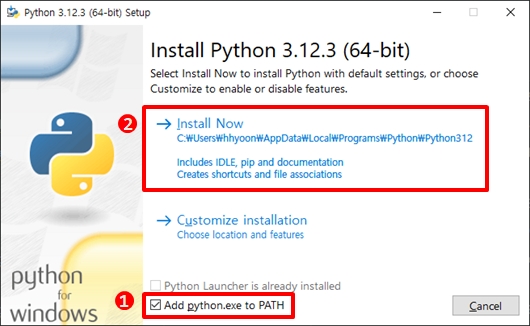 Python 3.12.3 (64-bit) Setup
Install Python 3.12.3 (64-bit)
Select Install Now to install Python with default settings, or choose
Customize to enable or disable features.
2
Install Now
C:₩Users₩hhyoon₩AppData₩Local₩Programs₩Python₩Python312
Includes IDLE, pip and documentation
Creates shortcuts and file associations
Customize installation
Choose location and features
Python Launcher is already installed
1
Add python.exe to PATH
Cancel
python
for
windows